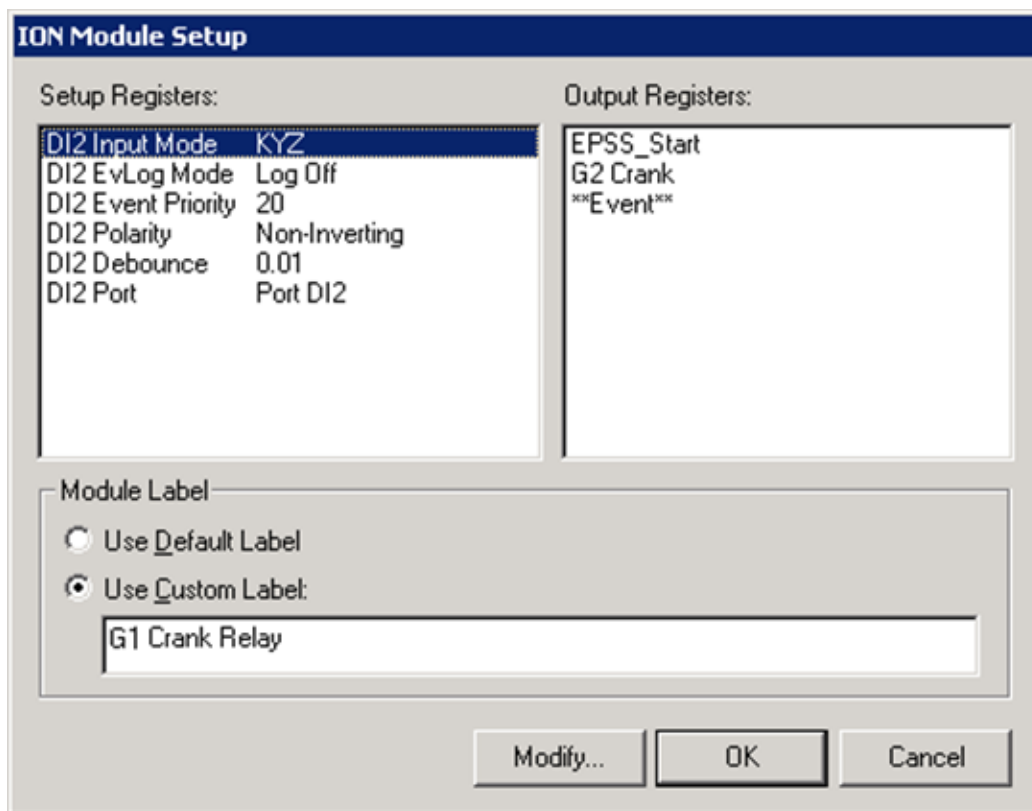 ION Module Setup
Setup Registers:
DI2 Input Mode KYZ
DI2 EvLog Mode Log Off
DI2 Event Priority 20
DI2 Polarity Non-Inverting
DI2 Debounce 0.01
DI2 Port Port DI2
Output Registers:
EPSS_Start
G2 Crank
**Event**
Module Label
Use Default Label
Use Custom Label:
G1 Crank Relay
Modify...
OK
Cancel